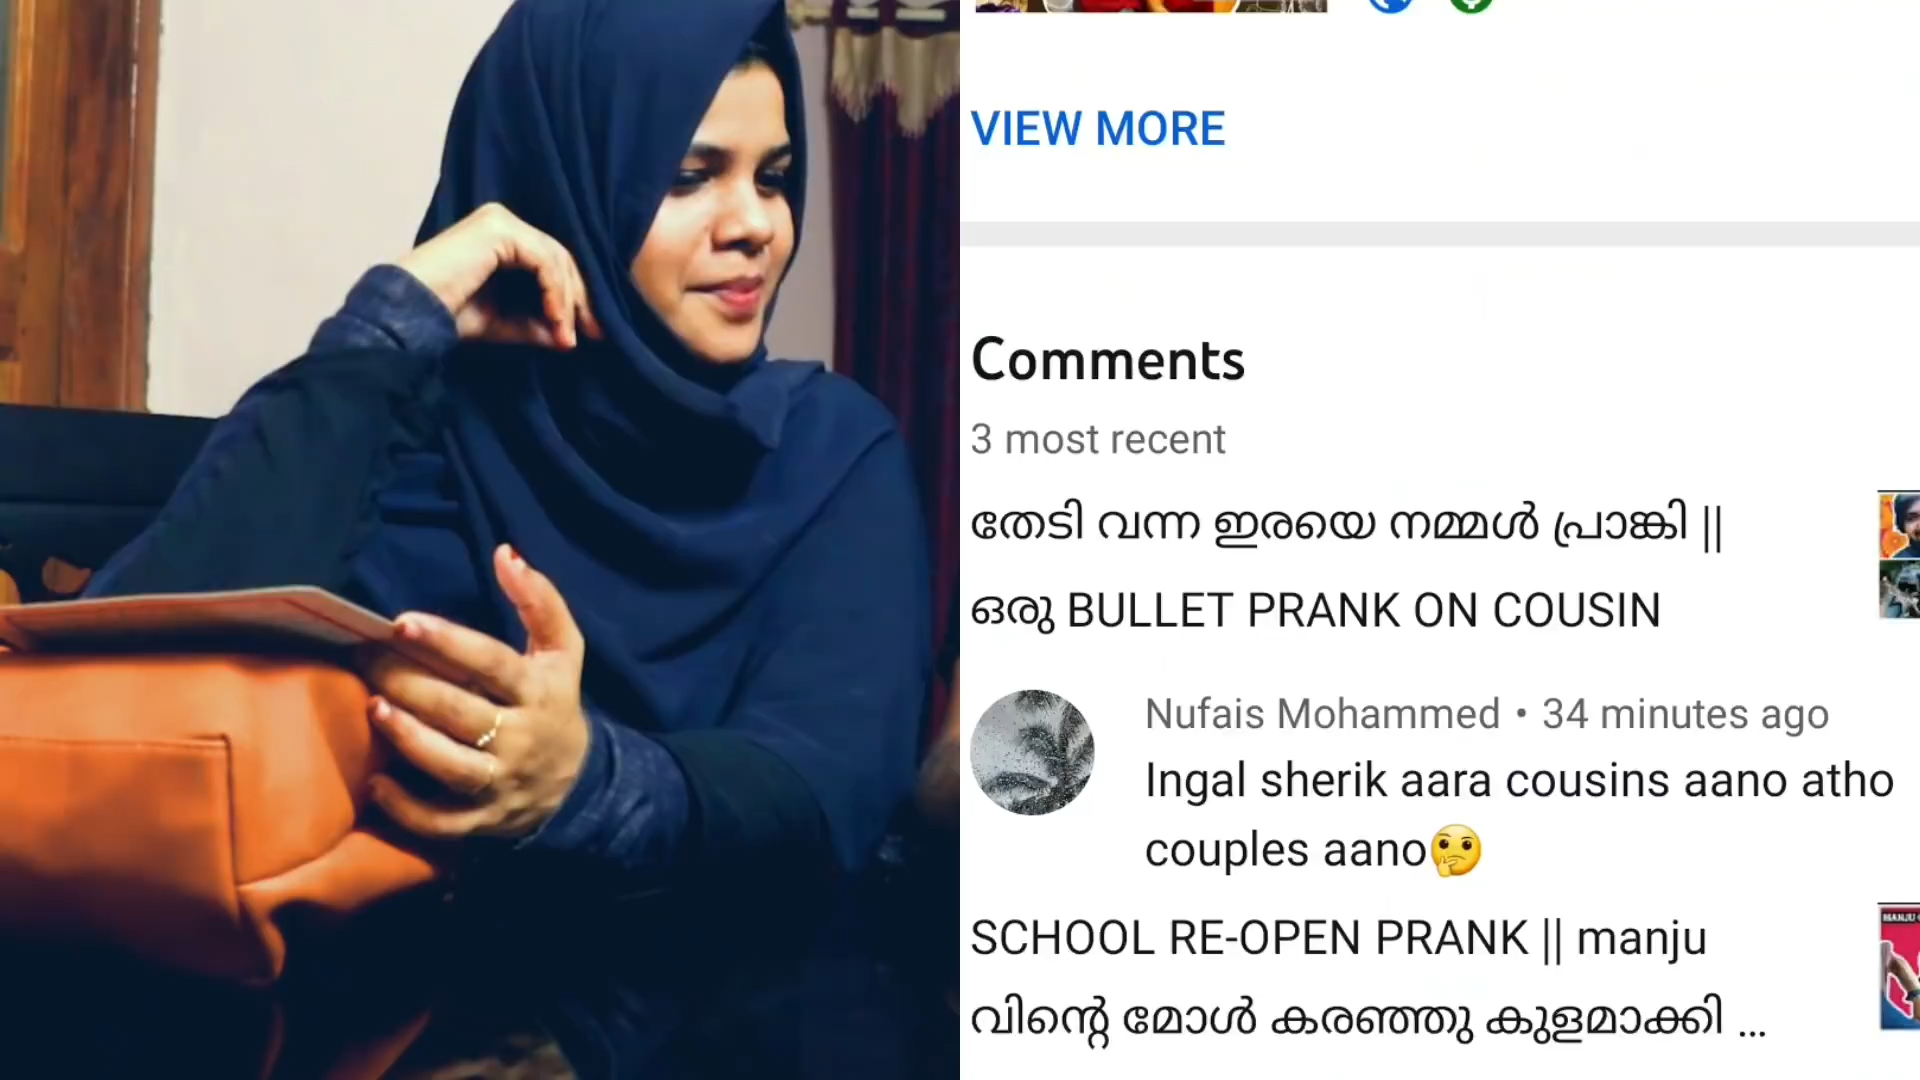 VIEW MORE
Comments
3 most recent
തേടി വന്ന ഇരയെ നമ്മൾ പ്രാങ്കി ||
ഒരു BULLET PRANK ON COUSIN
Nufais Mohammed • 34 minutes ago
Ingal sherik aara cousins aano atho
couples aano🤔
SCHOOL RE-OPEN PRANK || manju
വിന്റെ മോൾ കരഞ്ഞു കുളമാക്കി ...
MANJU